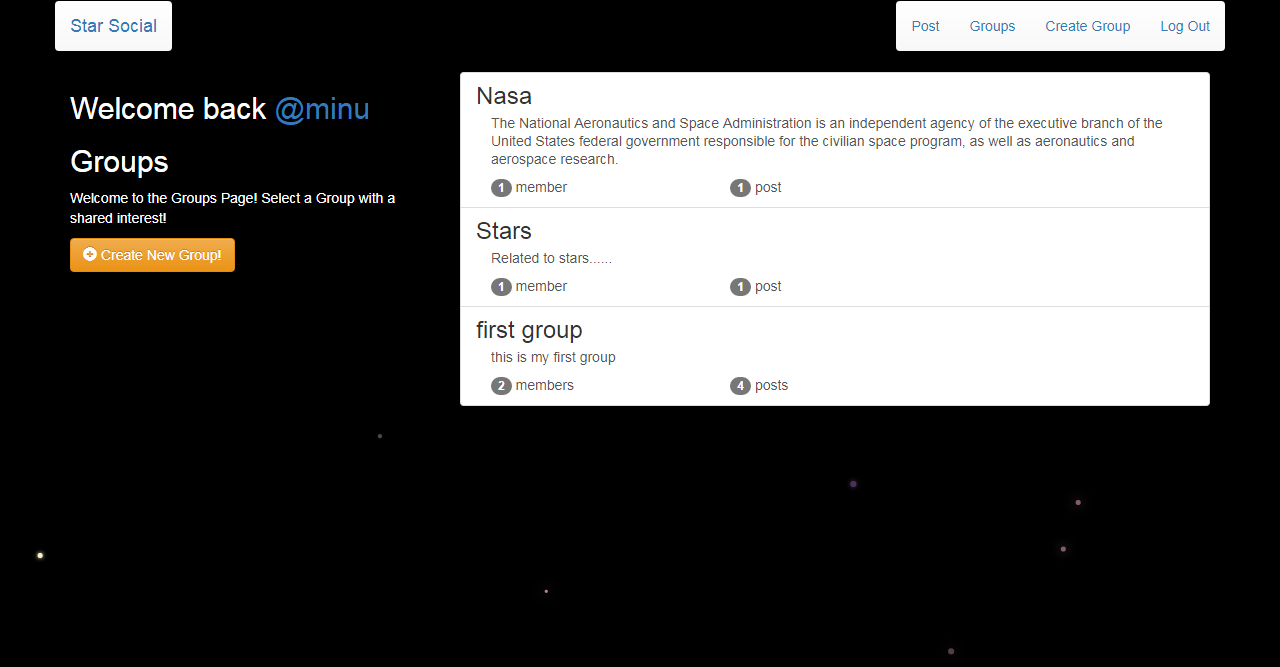 Star Social
Post Groups Create Group Log Out
Welcome back @minu
Groups
Welcome to the Groups Page! Select a Group with a
shared interest!
Create New Group!
Nasa
The National Aeronautics and Space Administration is an independent agency of the executive branch of the
United States federal government responsible for the civilian space program, as well as aeronautics and
aerospace research.
1 member 1 post
Stars
Related to stars......
1 member 1 post
first group
this is my first group
2 members 4 posts